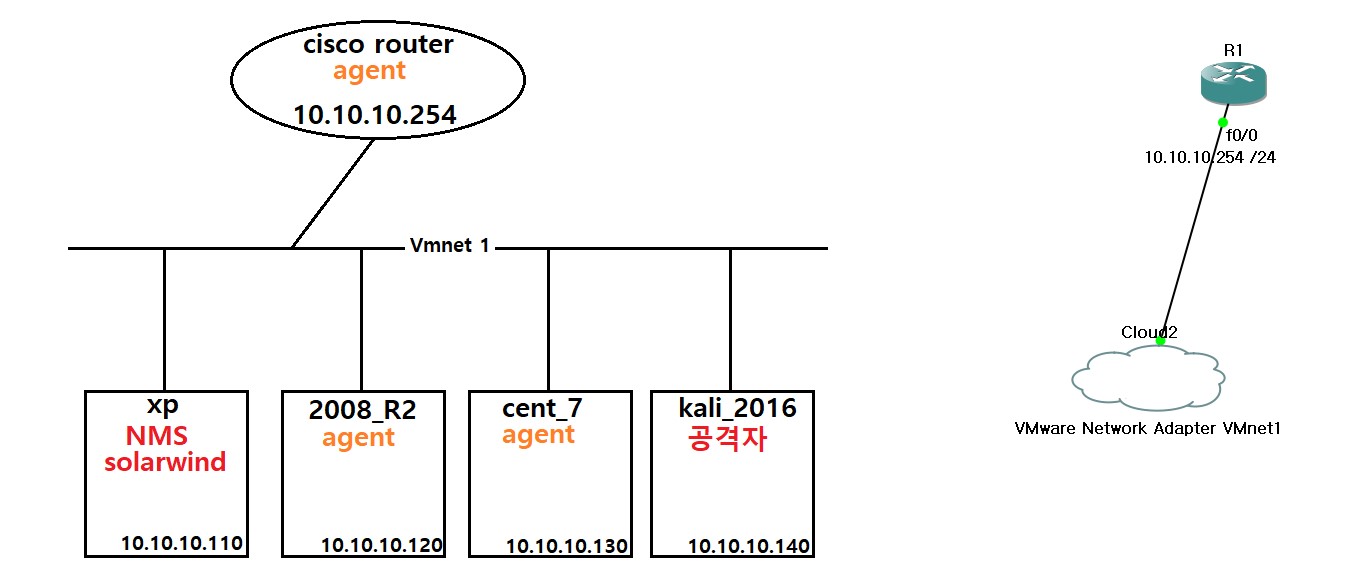 cisco router
agent
10.10.10.254
Vmnet 1
xp
NMS
solarwind
10.10.10.110
2008_R2
agent
10.10.10.120
cent_7
agent
10.10.10.130
kali_2016
공격자
10.10.10.140
R1
f0/0
10.10.10.254 /24
Cloud2
VMware Network Adapter VMnet1